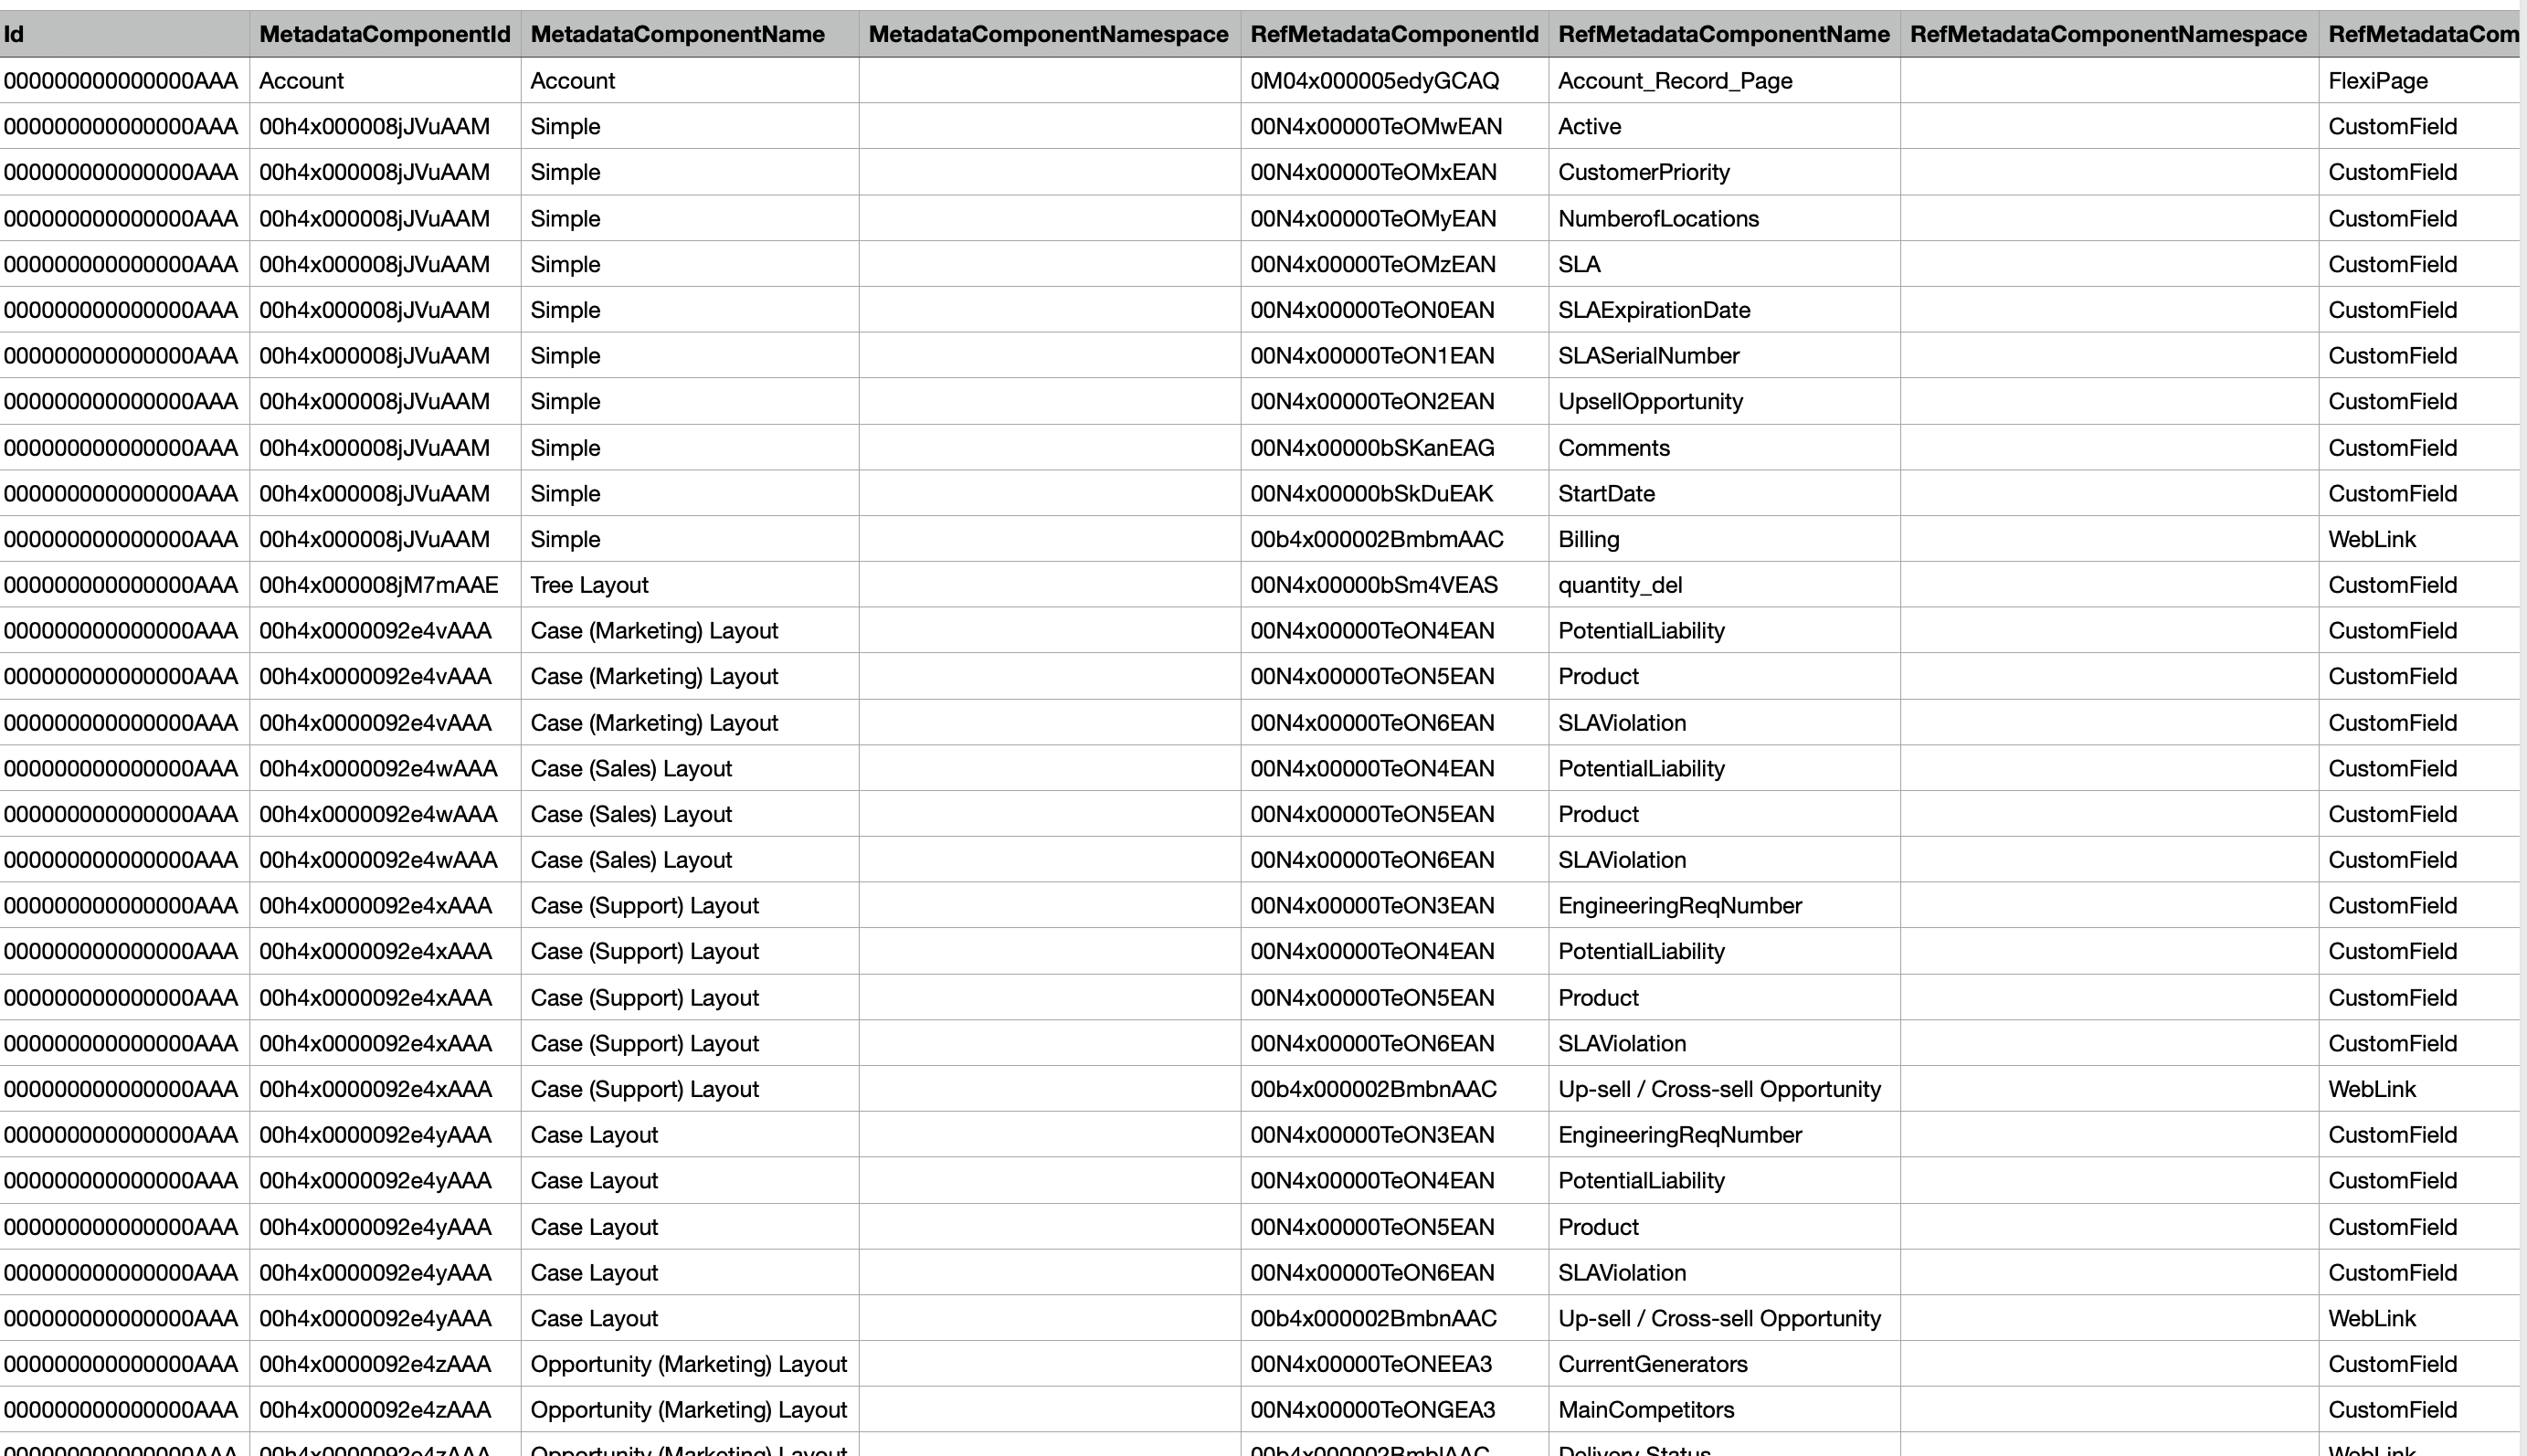 Id MetadataComponentId MetadataComponentName MetadataComponentNamespace RefMetadataComponentId RefMetadataComponentName RefMetadataComponentNamespace RefMetadataCom
000000000000000AAA Account Account 0M04x000005edyGCAQ Account_Record_Page FlexiPage
000000000000000AAA 00h4x000008jJVuAAM Simple 00N4x00000TeOMwEAN Active CustomField
000000000000000AAA 00h4x000008jJVuAAM Simple 00N4x00000TeOMxEAN CustomerPriority CustomField
000000000000000AAA 00h4x000008jJVuAAM Simple 00N4x00000TeOMyEAN NumberofLocations CustomField
000000000000000AAA 00h4x000008jJVuAAM Simple 00N4x00000TeOMzEAN SLA CustomField
000000000000000AAA 00h4x000008jJVuAAM Simple 00N4x00000TeON0EAN SLAExpirationDate CustomField
000000000000000AAA 00h4x000008jJVuAAM Simple 00N4x00000TeON1EAN SLASerialNumber CustomField
000000000000000AAA 00h4x000008jJVuAAM Simple 00N4x00000TeON2EAN UpsellOpportunity CustomField
000000000000000AAA 00h4x000008jJVuAAM Simple 00N4x00000bSKanEAG Comments CustomField
000000000000000AAA 00h4x000008jJVuAAM Simple 00N4x00000bSkDuEAK StartDate CustomField
000000000000000AAA 00h4x000008jJVuAAM Simple 00b4x000002BmbmAAC Billing WebLink
000000000000000AAA 00h4x000008jM7mAAE Tree Layout 00N4x00000bSm4VEAS quantity_del CustomField
000000000000000AAA 00h4x0000092e4vAAA Case (Marketing) Layout 00N4x00000TeON4EAN PotentialLiability CustomField
000000000000000AAA 00h4x0000092e4vAAA Case (Marketing) Layout 00N4x00000TeON5EAN Product CustomField
000000000000000AAA 00h4x0000092e4vAAA Case (Marketing) Layout 00N4x00000TeON6EAN SLAViolation CustomField
000000000000000AAA 00h4x0000092e4wAAA Case (Sales) Layout 00N4x00000TeON4EAN PotentialLiability CustomField
000000000000000AAA 00h4x0000092e4wAAA Case (Sales) Layout 00N4x00000TeON5EAN Product CustomField
000000000000000AAA 00h4x0000092e4wAAA Case (Sales) Layout 00N4x00000TeON6EAN SLAViolation CustomField
000000000000000AAA 00h4x0000092e4xAAA Case (Support) Layout 00N4x00000TeON3EAN EngineeringReqNumber CustomField
000000000000000AAA 00h4x0000092e4xAAA Case (Support) Layout 00N4x00000TeON4EAN PotentialLiability CustomField
000000000000000AAA 00h4x0000092e4xAAA Case (Support) Layout 00N4x00000TeON5EAN Product CustomField
000000000000000AAA 00h4x0000092e4xAAA Case (Support) Layout 00N4x00000TeON6EAN SLAViolation CustomField
000000000000000AAA 00h4x0000092e4xAAA Case (Support) Layout 00b4x000002BmbnAAC Up-sell / Cross-sell Opportunity WebLink
000000000000000AAA 00h4x0000092e4yAAA Case Layout 00N4x00000TeON3EAN EngineeringReqNumber CustomField
000000000000000AAA 00h4x0000092e4yAAA Case Layout 00N4x00000TeON4EAN PotentialLiability CustomField
000000000000000AAA 00h4x0000092e4yAAA Case Layout 00N4x00000TeON5EAN Product CustomField
000000000000000AAA 00h4x0000092e4yAAA Case Layout 00N4x00000TeON6EAN SLAViolation CustomField
000000000000000AAA 00h4x0000092e4yAAA Case Layout 00b4x000002BmbnAAC Up-sell / Cross-sell Opportunity WebLink
000000000000000AAA 00h4x0000092e4zAAA Opportunity (Marketing) Layout 00N4x00000TeONEEA3 CurrentGenerators CustomField
000000000000000AAA 00h4x0000092e4zAAA Opportunity (Marketing) Layout 00N4x00000TeONGEA3 MainCompetitors CustomField
000000000000000AAA 00h4x0000092e4zAAA Opportunity (Marketing) Layout 00b4x000002BmblAAC Delivery Status WebLink